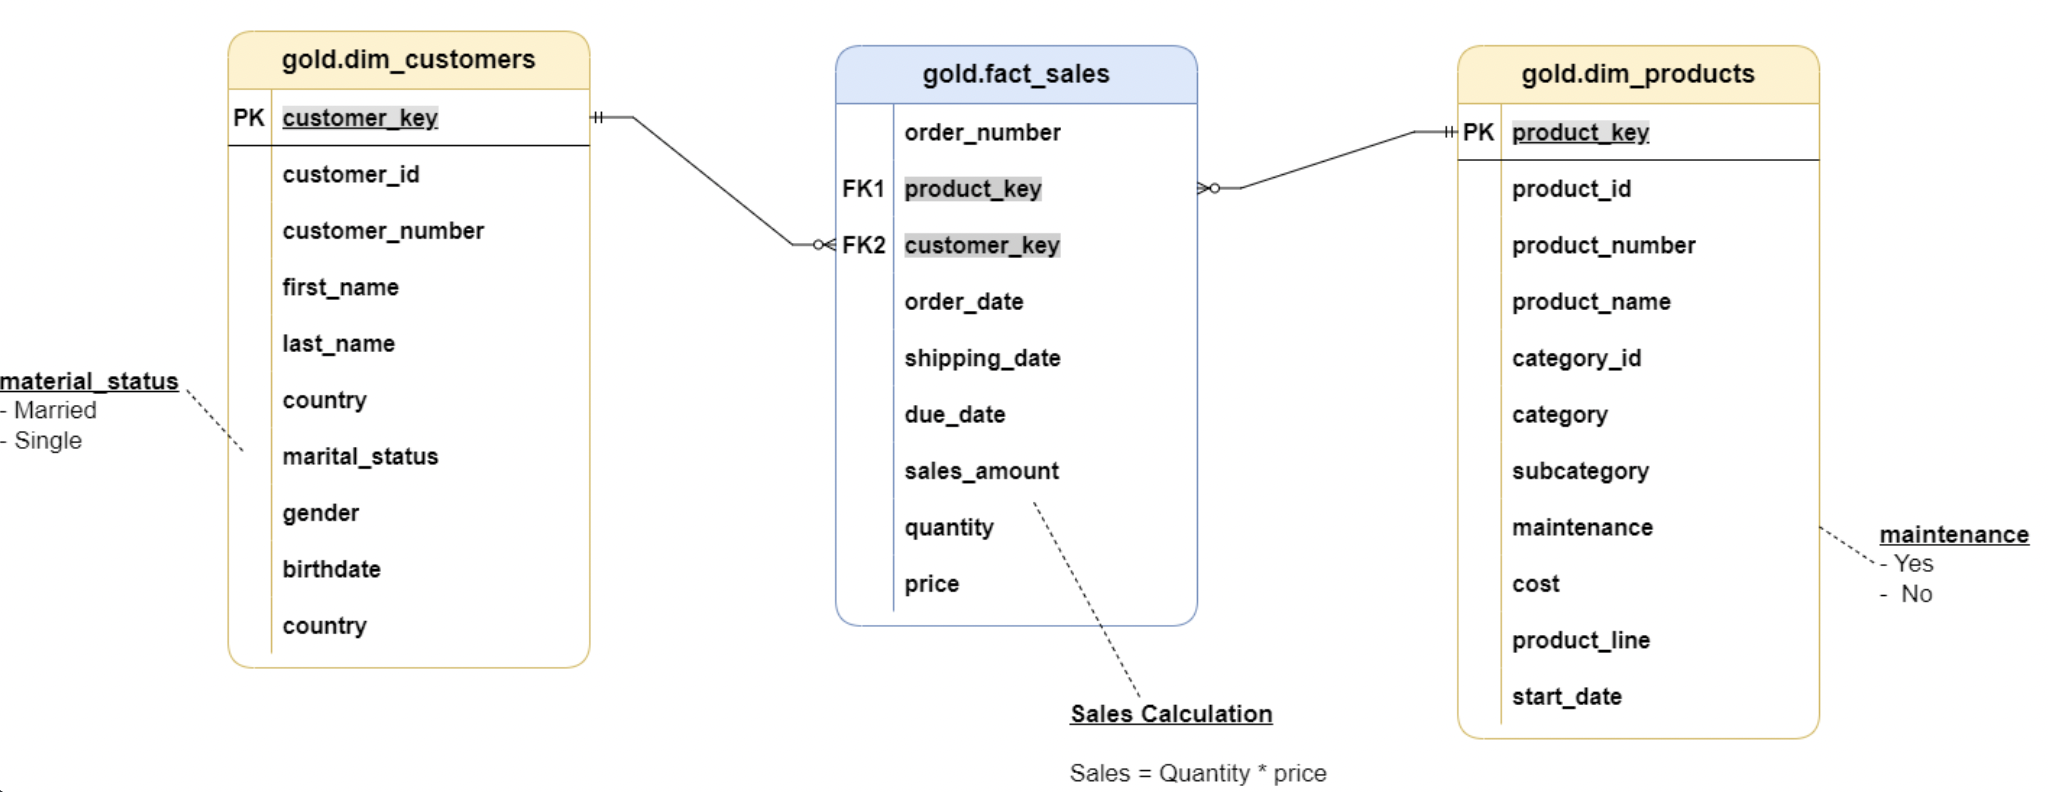 gold.dim_customers
PK customer_key
customer_id
customer_number
first_name
last_name
country
marital_status
gender
birthdate
country
material_status
- Married
- Single
gold.fact_sales
order_number
FK1 product_key
FK2 customer_key
order_date
shipping_date
due_date
sales_amount
quantity
price
Sales Calculation
Sales = Quantity * price
gold.dim_products
PK product_key
product_id
product_number
product_name
category_id
category
subcategory
maintenance
cost
product_line
start_date
maintenance
- Yes
- No